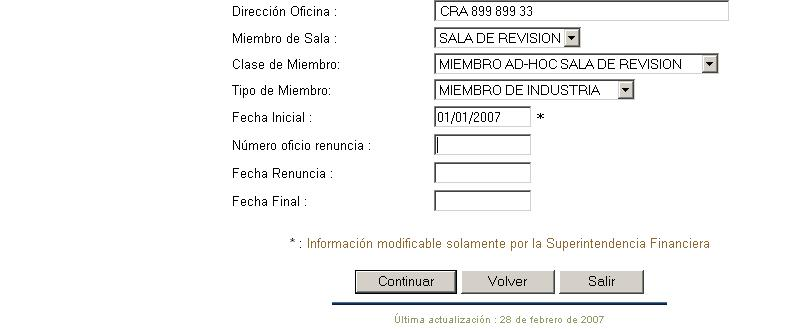 Dirección Oficina : CRA 899 899 33
Miembro de Sala : SALA DE REVISION
Clase de Miembro: MIEMBRO AD-HOC SALA DE REVISION
Tipo de Miembro: MIEMBRO DE INDUSTRIA
Fecha Inicial : 01/01/2007 *
Número oficio renuncia :
Fecha Renuncia :
Fecha Final :
* : Información modificable solamente por la Superintendencia Financiera
Continuar Volver Salir
Última actualización : 28 de febrero de 2007